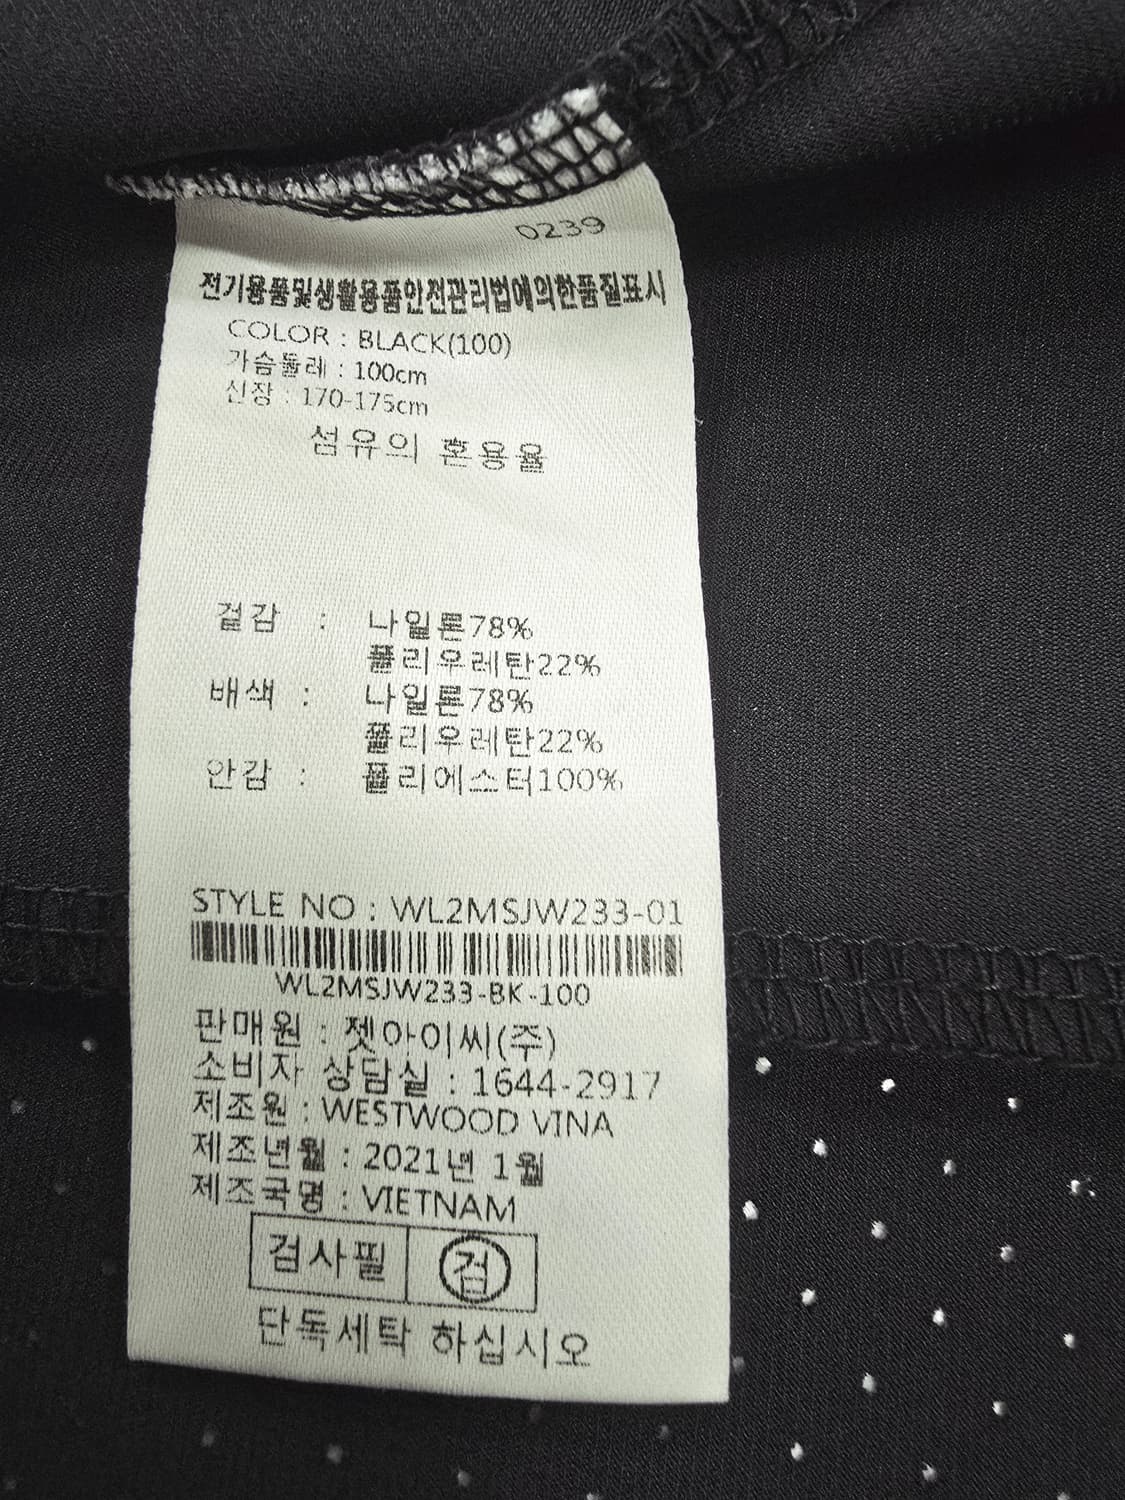 0239
전기용품및생활용품안전관리법에의한품질표시
COLOR : BLACK(100)
가슴둘레 : 100cm
신장 : 170-175cm
섬유의 혼용율
겉감 : 나일론78%
폴리우레탄22%
배색 : 나일론78%
폴리우레탄22%
안감 : 폴리에스터100%
STYLE NO : WL2MSJW233-01
WL2MSJW233-BK-100
판매원 : 젯아이씨(주)
소비자 상담실 : 1644-2917
제조원 : WESTWOOD VINA
제조년월 : 2021년 1월
제조국명 : VIETNAM
검사필 검
단독세탁 하십시오